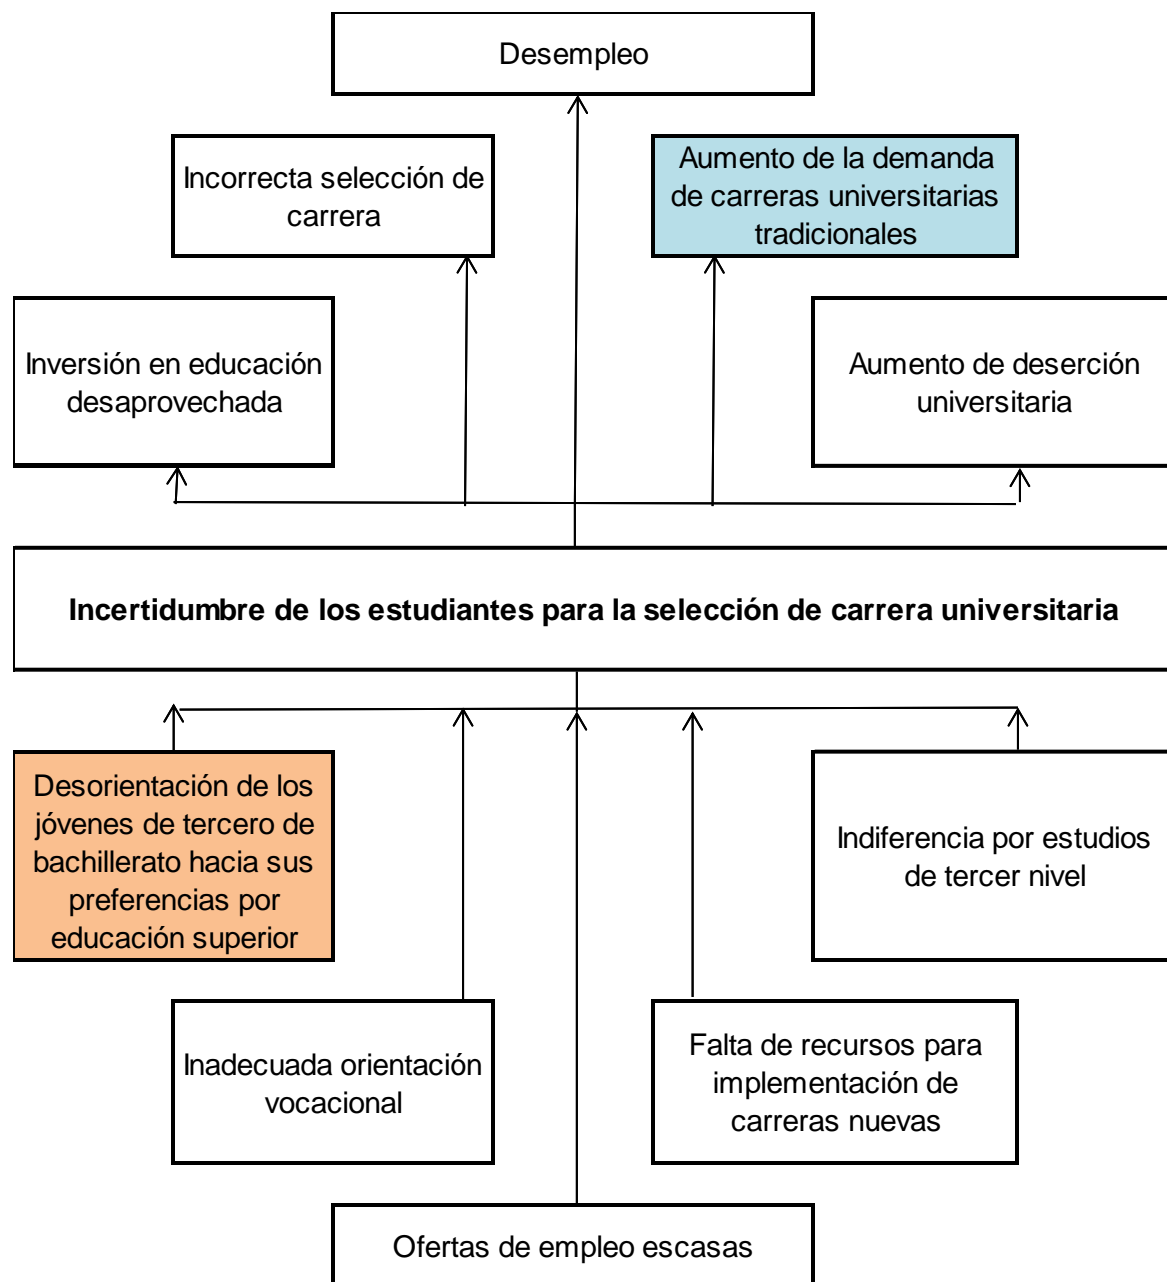 Desempleo
Incorrecta selección de
carrera
Aumento de la demanda
de carreras universitarias
tradicionales
Inversión en educación
desaprovechada
Aumento de deserción
universitaria
Incertidumbre de los estudiantes para la selección de carrera universitaria
Desorientación de los
jóvenes de tercero de
bachillerato hacia sus
preferencias por
educación superior
Indiferencia por estudios
de tercer nivel
Inadecuada orientación
vocacional
Falta de recursos para
implementación de
carreras nuevas
Ofertas de empleo escasas